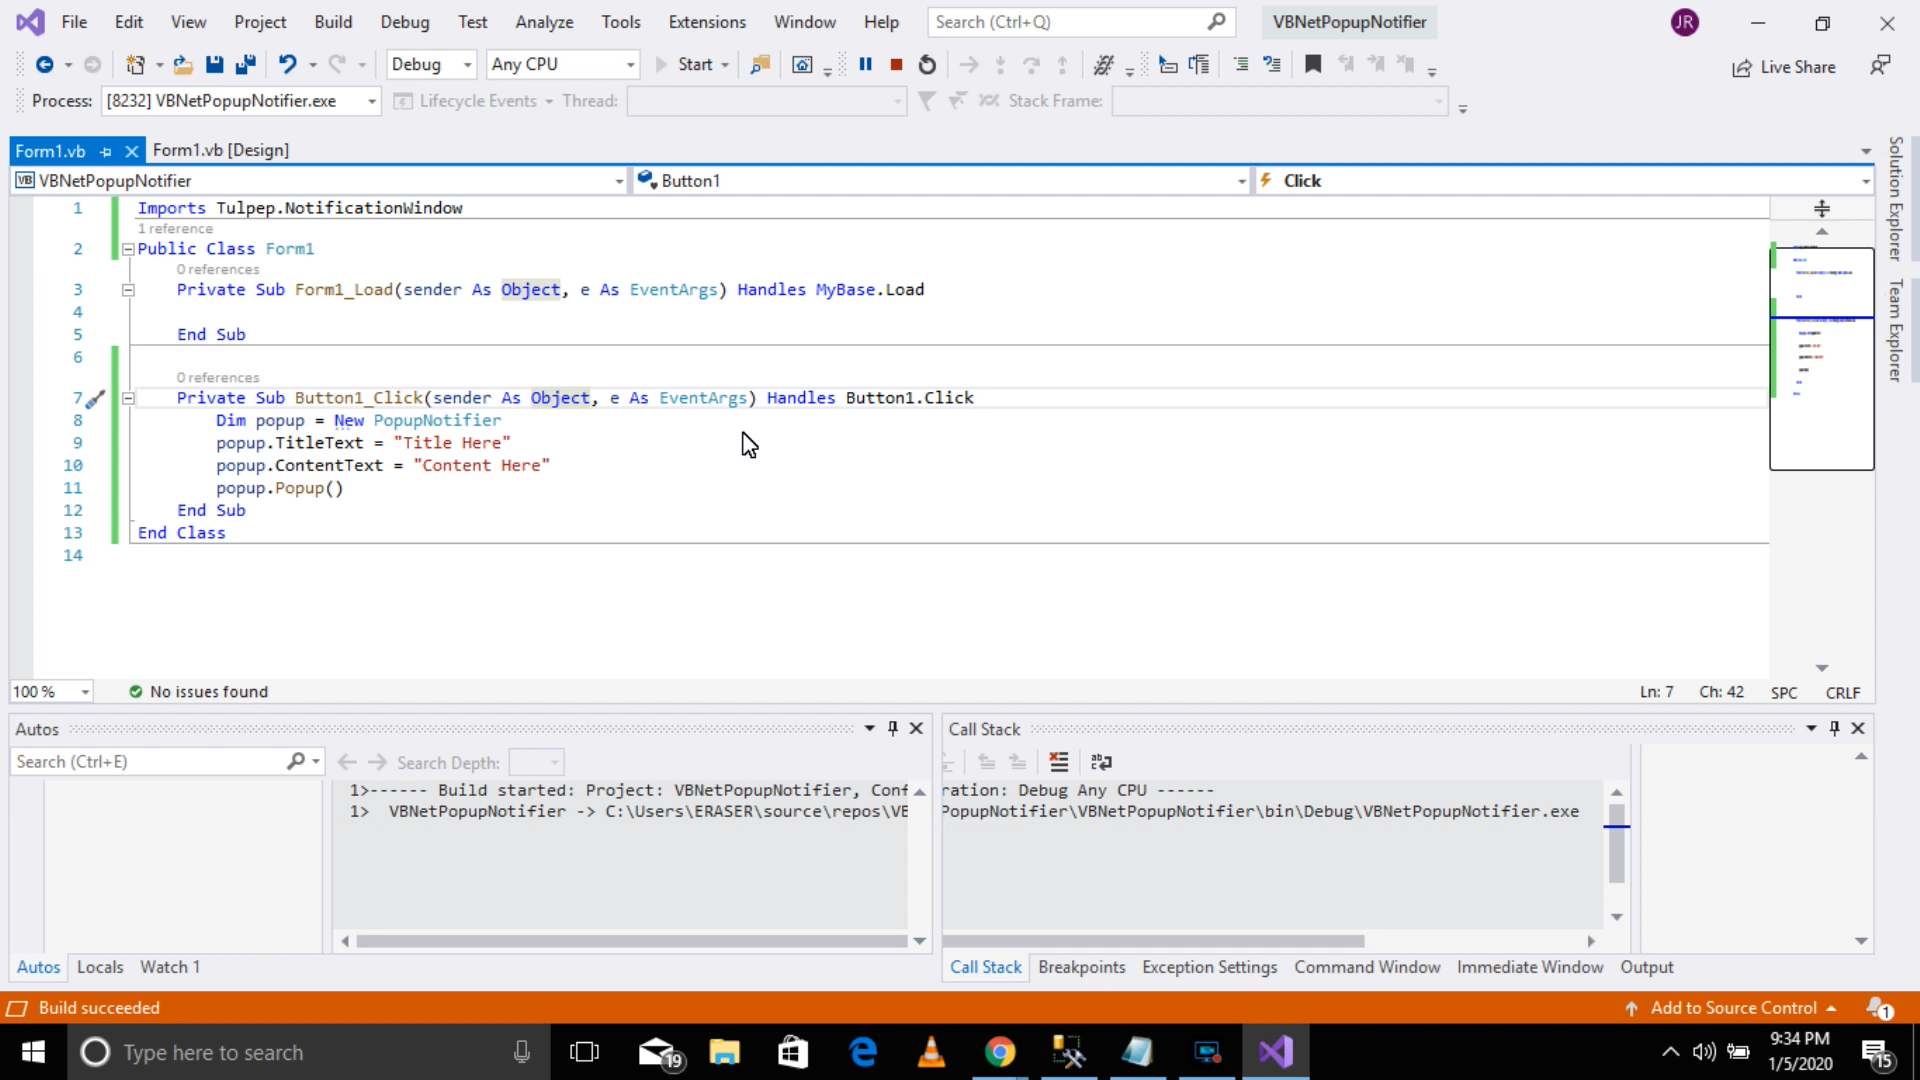 File Edit View Project Build Debug Test Analyze Tools Extensions Window Help Search (Ctrl+Q) VBNetPopupNotifier JR
Debug Any CPU Start Live Share
Process: [8232] VBNetPopupNotifier.exe Lifecycle Events Thread: Stack Frame:
Form1.vb Form1.vb [Design]
VB VBNetPopupNotifier Button1 Click
1 Imports Tulpep.NotificationWindow
1 reference
2 Public Class Form1
0 references
3 Private Sub Form1_Load(sender As Object, e As EventArgs) Handles MyBase.Load
4
5 End Sub
6
0 references
7 Private Sub Button1_Click(sender As Object, e As EventArgs) Handles Button1.Click
8 Dim popup = New PopupNotifier
9 popup.TitleText = "Title Here"
10 popup.ContentText = "Content Here"
11 popup.Popup()
12 End Sub
13 End Class
14
Solution Explorer
Team Explorer
100 % No issues found Ln: 7 Ch: 42 SPC CRLF
Autos Call Stack
Search (Ctrl+E) Search Depth:
1>------ Build started: Project: VBNetPopupNotifier, Conf ration: Debug Any CPU ------
1> VBNetPopupNotifier -> C:\Users\ERASER\source\repos\VB PopupNotifier\VBNetPopupNotifier\bin\Debug\VBNetPopupNotifier.exe
Autos Locals Watch 1 Call Stack Breakpoints Exception Settings Command Window Immediate Window Output
Build succeeded Add to Source Control 1
Type here to search 19 9:34 PM
1/5/2020 15